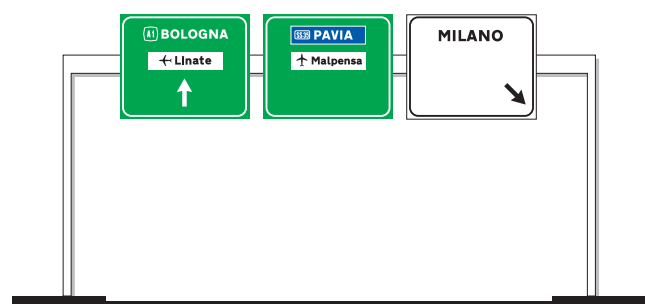 A1 BOLOGNA
Linate
SS35 PAVIA
Malpensa
MILANO